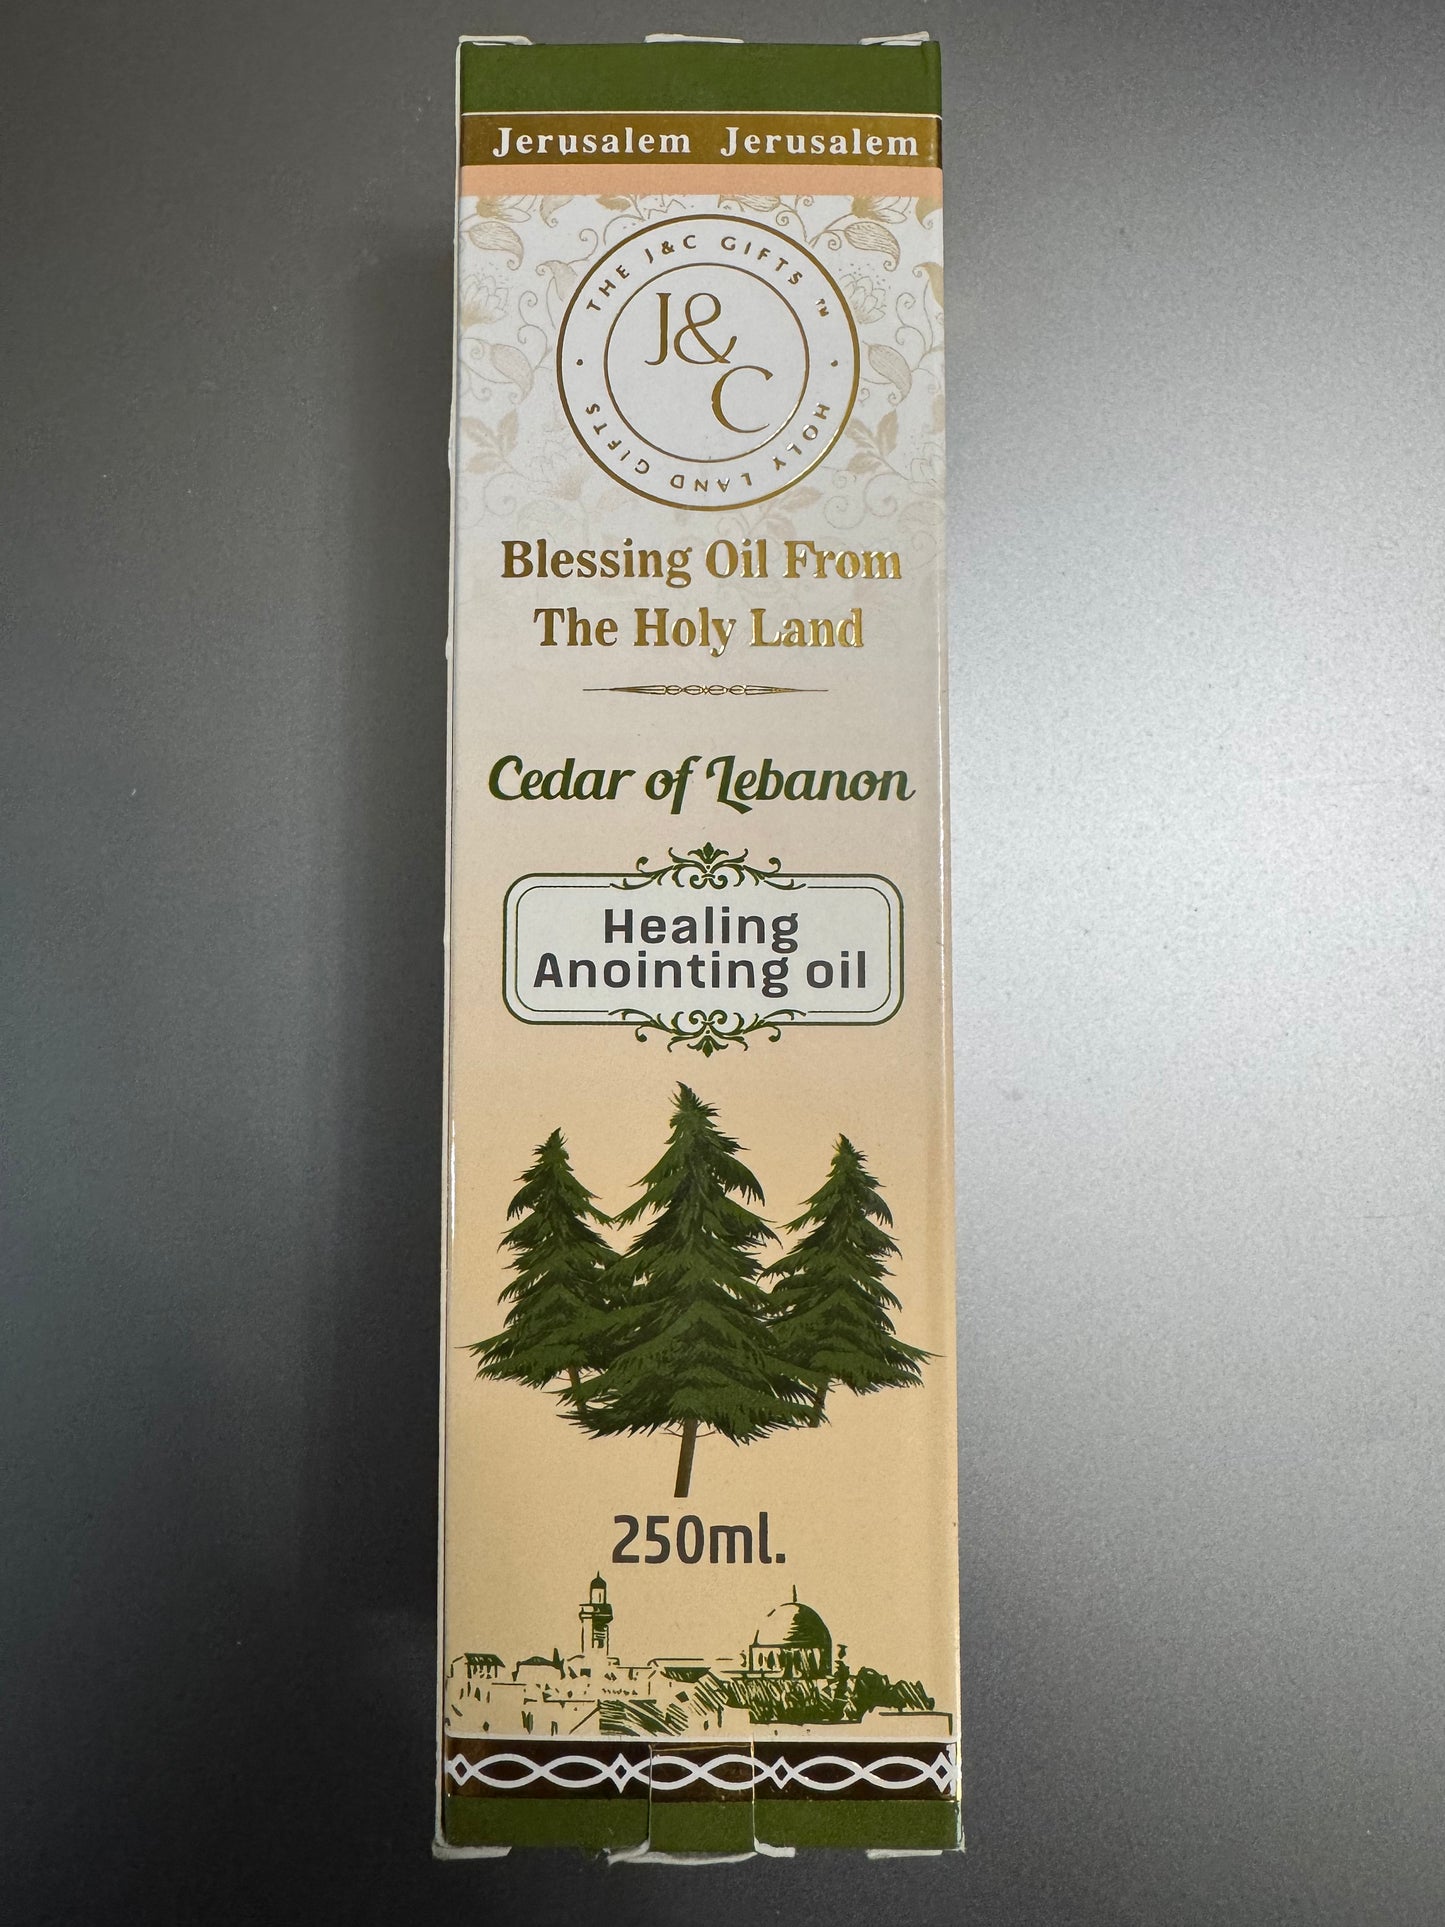 Jerusalem Jerusalem
THE J&C GIFTS ™
J&
C
HOLY LAND GIFTS
Blessing Oil From
The Holy Land
Cedar of Lebanon
Healing
Anointing oil
250ml.